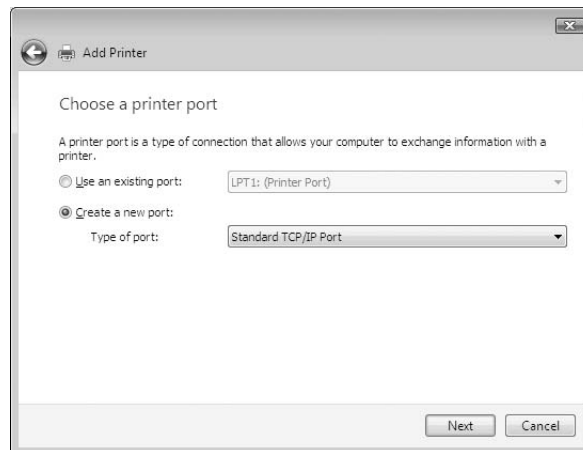 Add Printer
Choose a printer port
A printer port is a type of connection that allows your computer to exchange information with a
printer.
Use an existing port: LPT1: (Printer Port)
Create a new port:
Type of port: Standard TCP/IP Port
Next Cancel